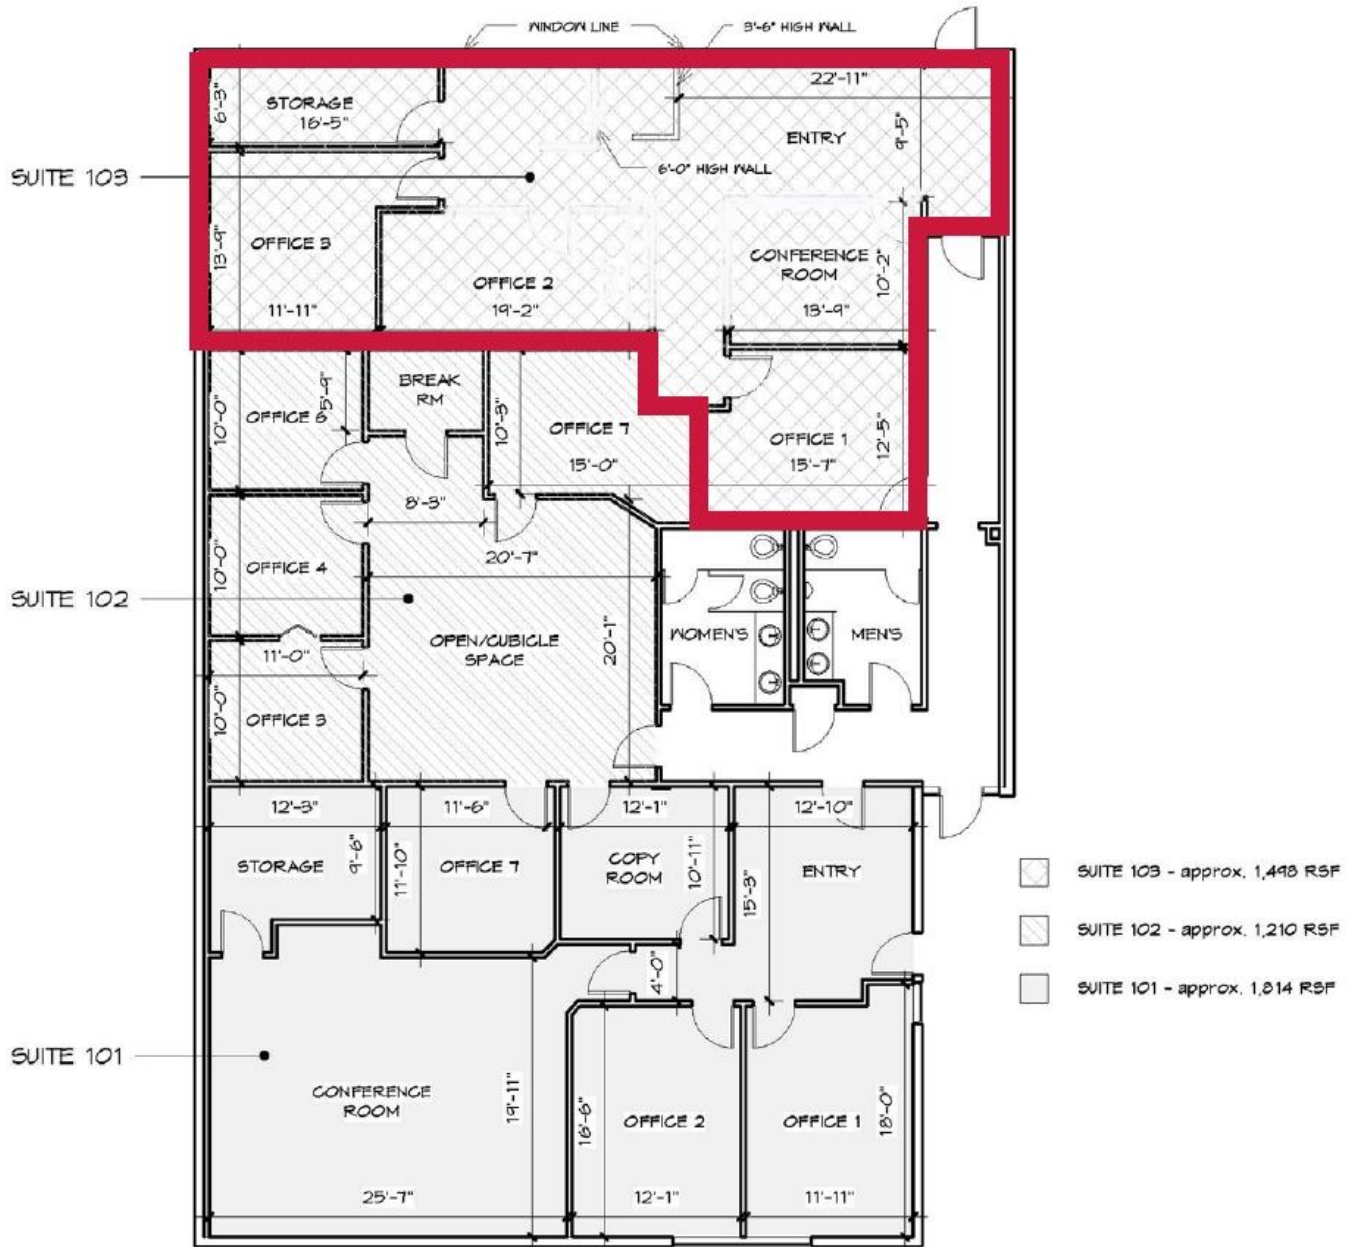 WINDOW LINE
3'-6" HIGH WALL
22'-11"
6'-3"
STORAGE
16'-5"
ENTRY
9'-5"
6'-0" HIGH WALL
SUITE 103
13'-9"
OFFICE 3
11'-11"
OFFICE 2
19'-2"
CONFERENCE
ROOM
10'-2"
13'-9"
10'-0"
OFFICE 5
5'-9"
BREAK
RM
10'-3"
OFFICE 7
15'-0"
OFFICE 1
15'-7"
12'-5"
8'-3"
20'-7"
10'-0"
OFFICE 4
SUITE 102
OPEN/CUBICLE
SPACE
20'-1"
WOMEN'S
MEN'S
11'-0"
10'-0"
OFFICE 3
12'-3"
11'-6"
12'-1"
12'-10"
STORAGE
9'-6"
11'-10"
OFFICE 7
COPY
ROOM
10'-11"
15'-3"
ENTRY
4'-0"
SUITE 103 - approx. 1,498 RSF
SUITE 102 - approx. 1,210 RSF
SUITE 101 - approx. 1,814 RSF
SUITE 101
CONFERENCE
ROOM
19'-11"
25'-7"
16'-6"
OFFICE 2
12'-1"
OFFICE 1
18'-0"
11'-11"